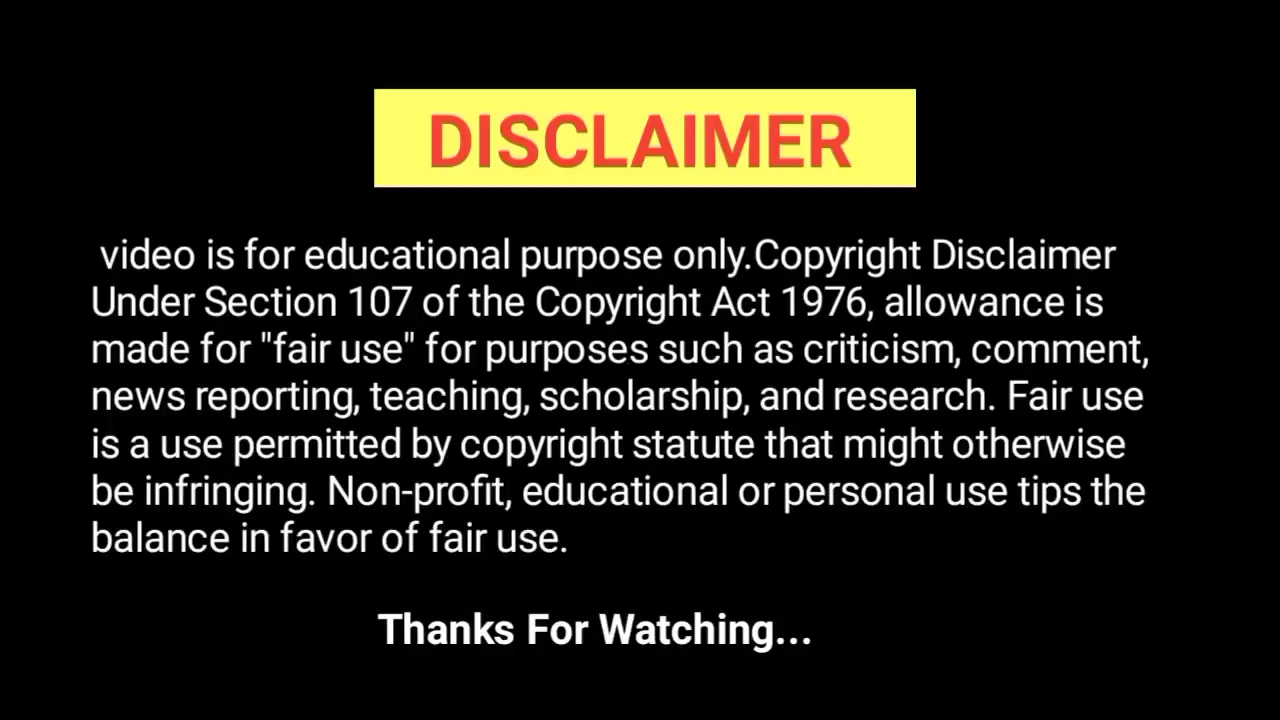 DISCLAIMER
video is for educational purpose only.Copyright Disclaimer
Under Section 107 of the Copyright Act 1976, allowance is
made for "fair use" for purposes such as criticism, comment,
news reporting, teaching, scholarship, and research. Fair use
is a use permitted by copyright statute that might otherwise
be infringing. Non-profit, educational or personal use tips the
balance in favor of fair use.
Thanks For Watching...